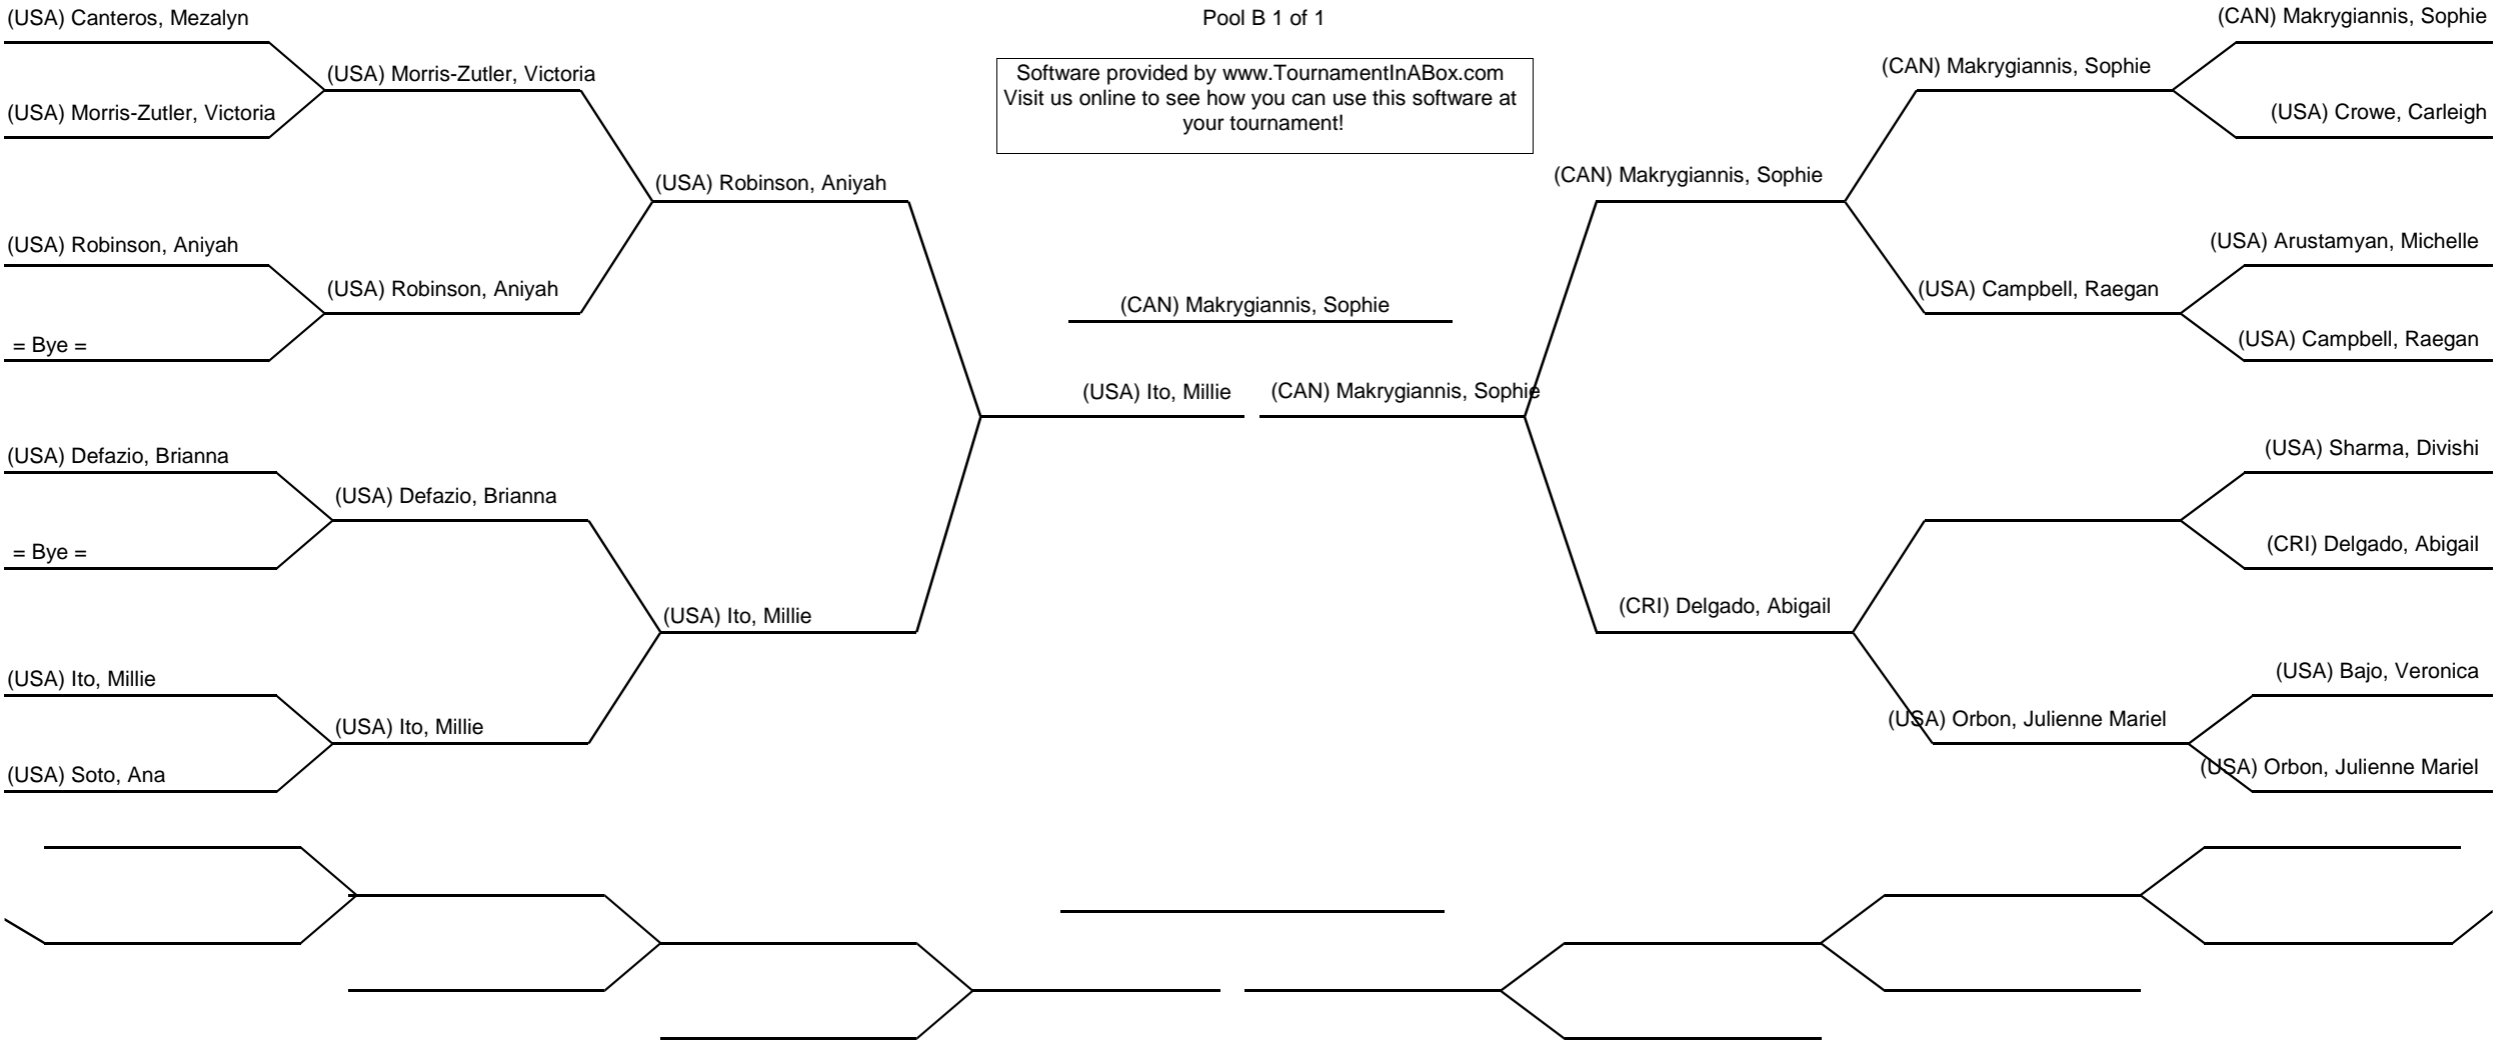 (USA) Canteros, Mezalyn
(USA) Morris-Zutler, Victoria
(USA) Robinson, Aniyah
= Bye =
(USA) Defazio, Brianna
= Bye =
(USA) Ito, Millie
(USA) Soto, Ana
(USA) Morris-Zutler, Victoria
(USA) Robinson, Aniyah
(USA) Defazio, Brianna
(USA) Ito, Millie
(USA) Robinson, Aniyah
(USA) Ito, Millie
Pool B 1 of 1
Software provided by www.TournamentInABox.com
Visit us online to see how you can use this software at
your tournament!
(CAN) Makrygiannis, Sophie
(USA) Ito, Millie
(CAN) Makrygiannis, Sophie
(CAN) Makrygiannis, Sophie
(CRI) Delgado, Abigail
(CAN) Makrygiannis, Sophie
(USA) Campbell, Raegan
(USA) Orbon, Julienne Mariel
(CAN) Makrygiannis, Sophie
(USA) Crowe, Carleigh
(USA) Arustamyan, Michelle
(USA) Campbell, Raegan
(USA) Sharma, Divishi
(CRI) Delgado, Abigail
(USA) Bajo, Veronica
(USA) Orbon, Julienne Mariel